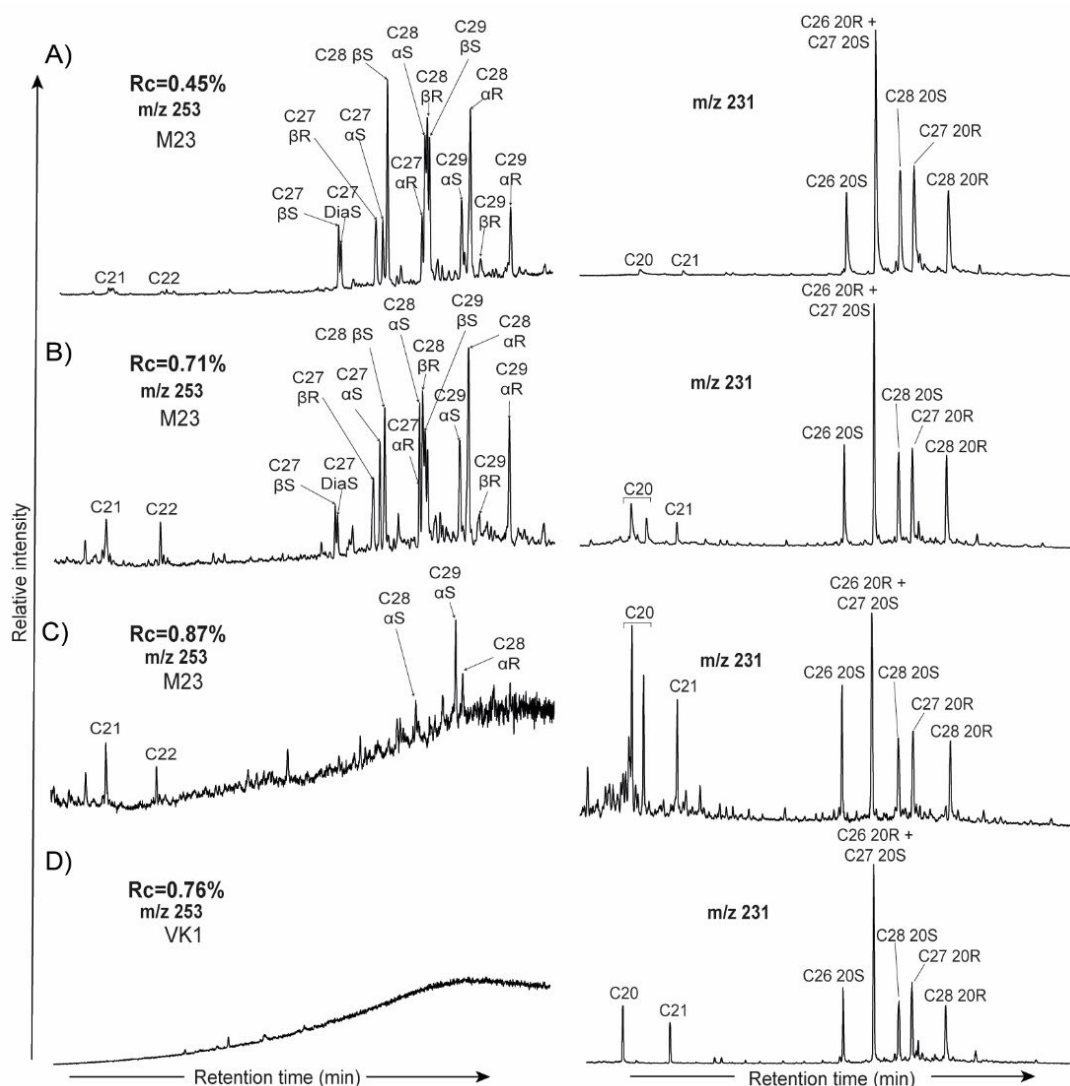 A)
Rc=0.45%
m/z 253
M23
C21
C22
C27
βS
C27
DiaS
C27
βR
C27
αS
C28 βS
C27
αR
C28
αS
C28
βR
C29
βS
C29
αS
C28
αR
C29
βR
C29
αR
m/z 231
C20
C21
C26 20S
C26 20R +
C27 20S
C28 20S
C27 20R
C28 20R
B)
Rc=0.71%
m/z 253
M23
C21
C22
C27
βS
C27
DiaS
C27
βR
C27
αS
C28 βS
C27
αR
C28
αS
C28
βR
C29
βS
C29
αS
C28
αR
C29
βR
C29
αR
m/z 231
C20
C21
C26 20S
C26 20R +
C27 20S
C28 20S
C27 20R
C28 20R
C)
Rc=0.87%
m/z 253
M23
C21
C22
C28
αS
C29
αS
C28
αR
m/z 231
C20
C21
C26 20S
C26 20R +
C27 20S
C28 20S
C27 20R
C28 20R
D)
Rc=0.76%
m/z 253
VK1
m/z 231
C20
C21
C26 20S
C26 20R +
C27 20S
C28 20S
C27 20R
C28 20R
Relative intensity
Retention time (min)
Retention time (min)